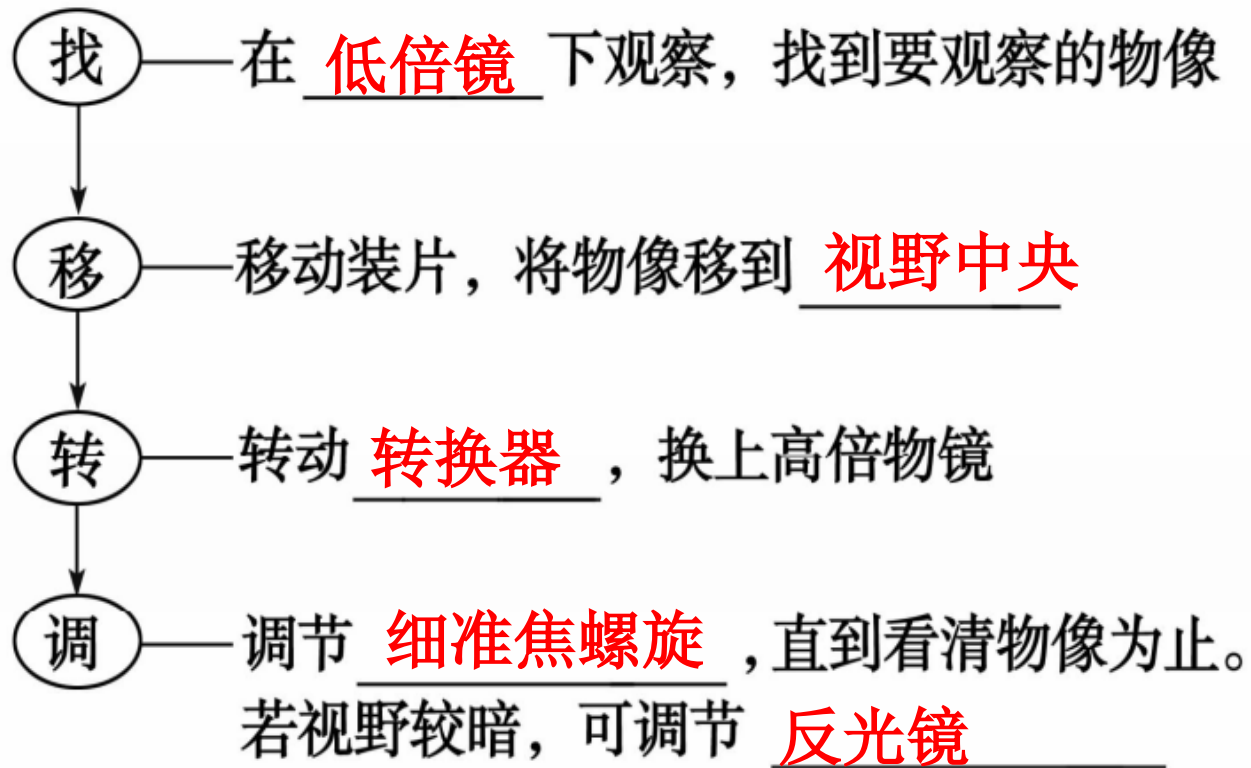 找 在 低倍镜 下观察，找到要观察的物像
移 移动装片，将物像移到 视野中央
转 转动 转换器 ，换上高倍物镜
调 调节 细准焦螺旋 ，直到看清物像为止。
若视野较暗，可调节 反光镜